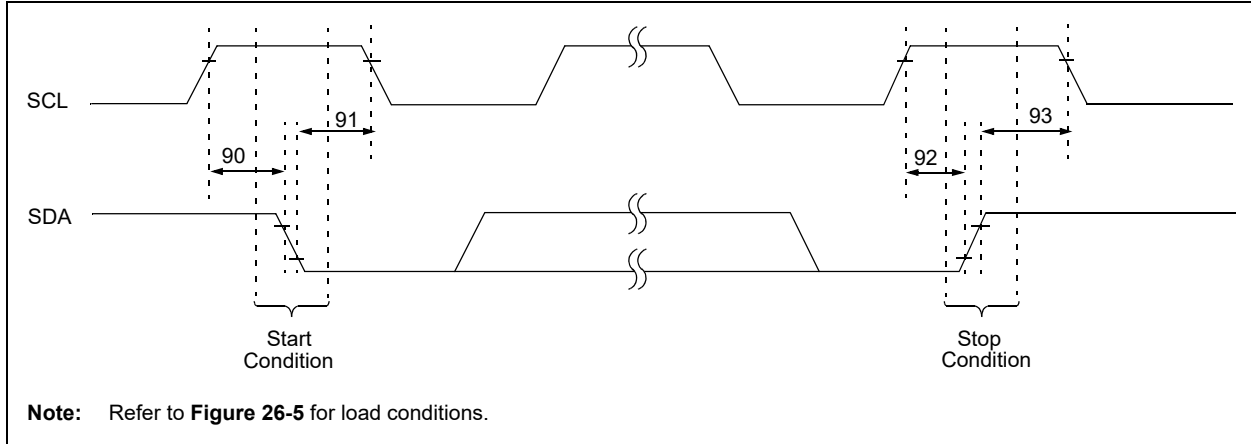 SCL
91
93
90
92
SDA
Start
Condition
Stop
Condition
Note: Refer to Figure 26-5 for load conditions.